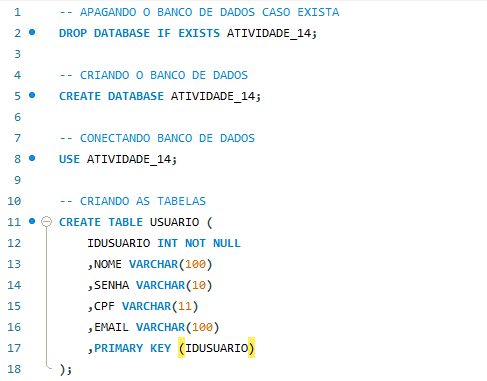 1 -- APAGANDO O BANCO DE DADOS CASO EXISTA
2 DROP DATABASE IF EXISTS ATIVIDADE_14;
3
4 -- CRIANDO O BANCO DE DADOS
5 CREATE DATABASE ATIVIDADE_14;
6
7 -- CONECTANDO BANCO DE DADOS
8 USE ATIVIDADE_14;
9
10 -- CRIANDO AS TABELAS
11 CREATE TABLE USUARIO (
12 IDUSUARIO INT NOT NULL
13 ,NOME VARCHAR(100)
14 ,SENHA VARCHAR(10)
15 ,CPF VARCHAR(11)
16 ,EMAIL VARCHAR(100)
17 ,PRIMARY KEY (IDUSUARIO)
18 );